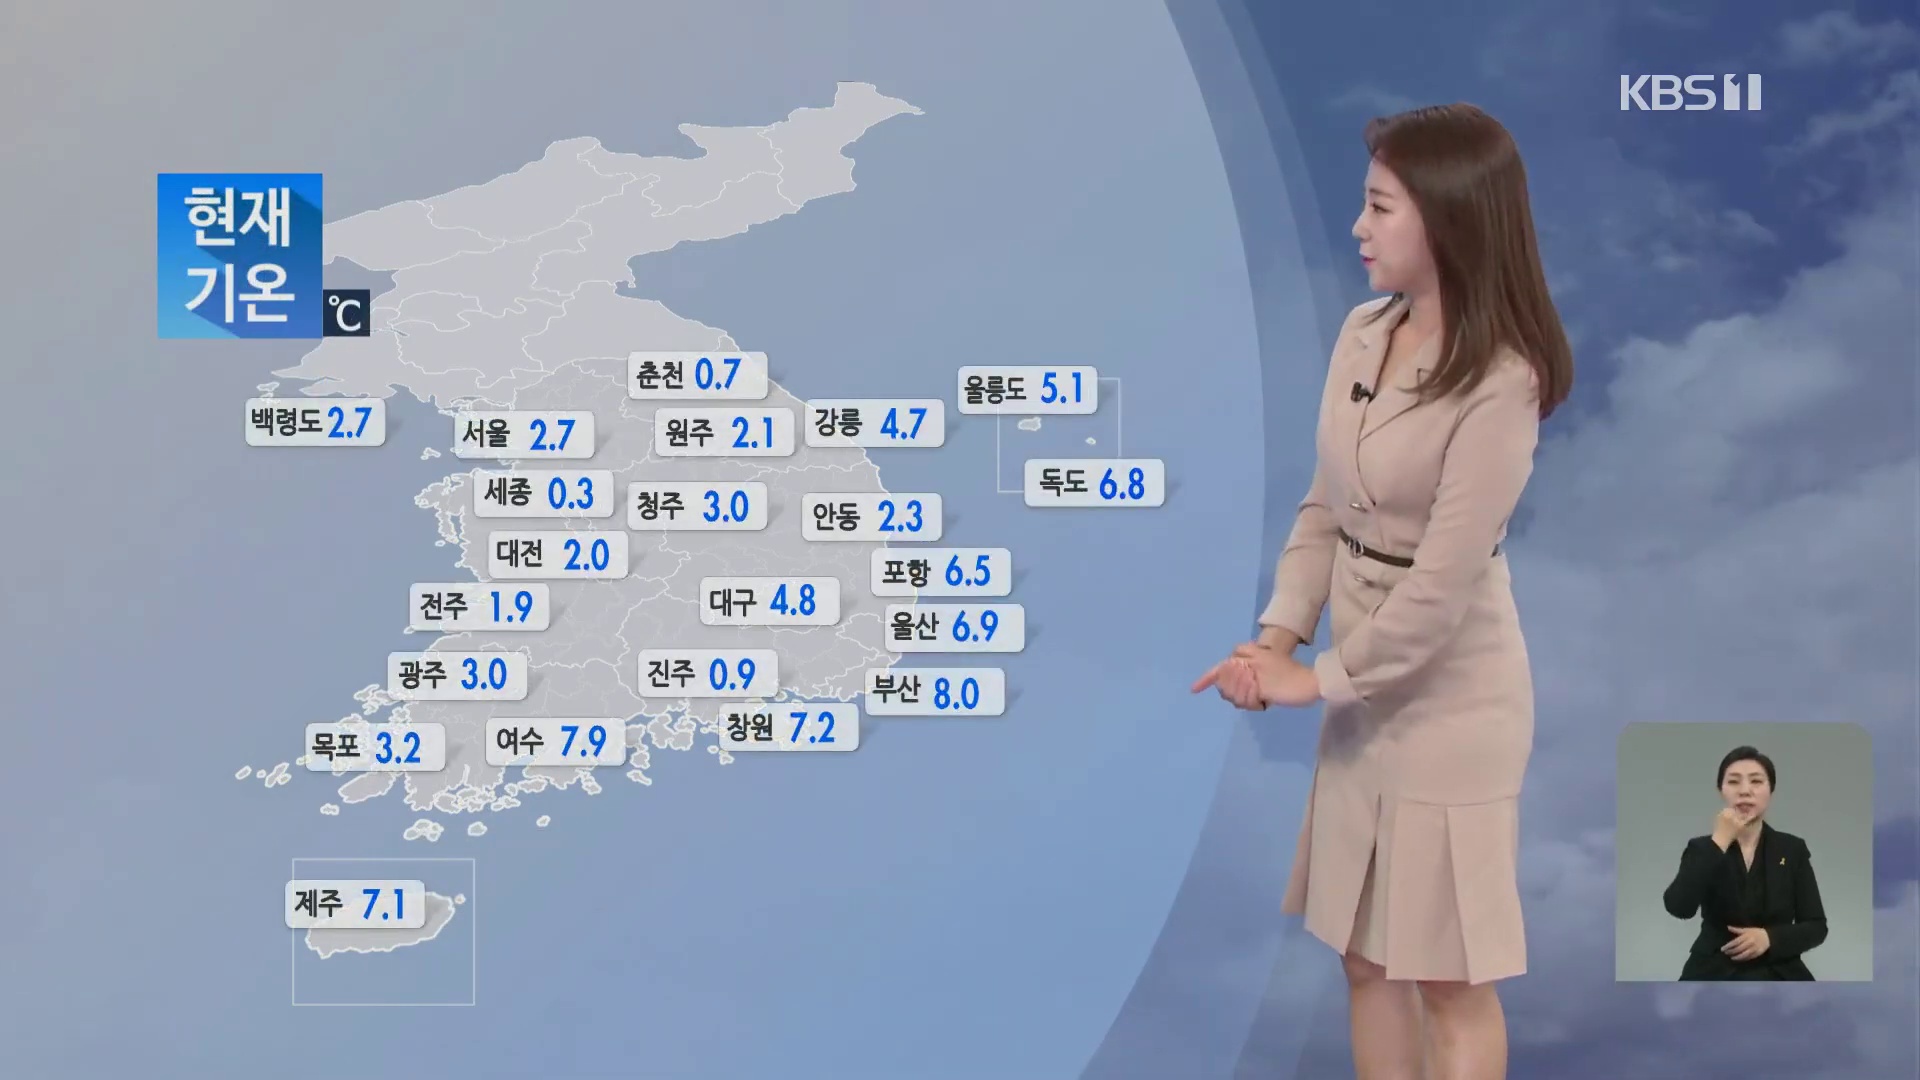 KBS 1
현재
기온
℃
춘천 0.7
울릉도 5.1
백령도 2.7
서울 2.7
원주 2.1
강릉 4.7
독도 6.8
세종 0.3
청주 3.0
안동 2.3
대전 2.0
포항 6.5
전주 1.9
대구 4.8
울산 6.9
광주 3.0
진주 0.9
부산 8.0
목포 3.2
여수 7.9
창원 7.2
제주 7.1